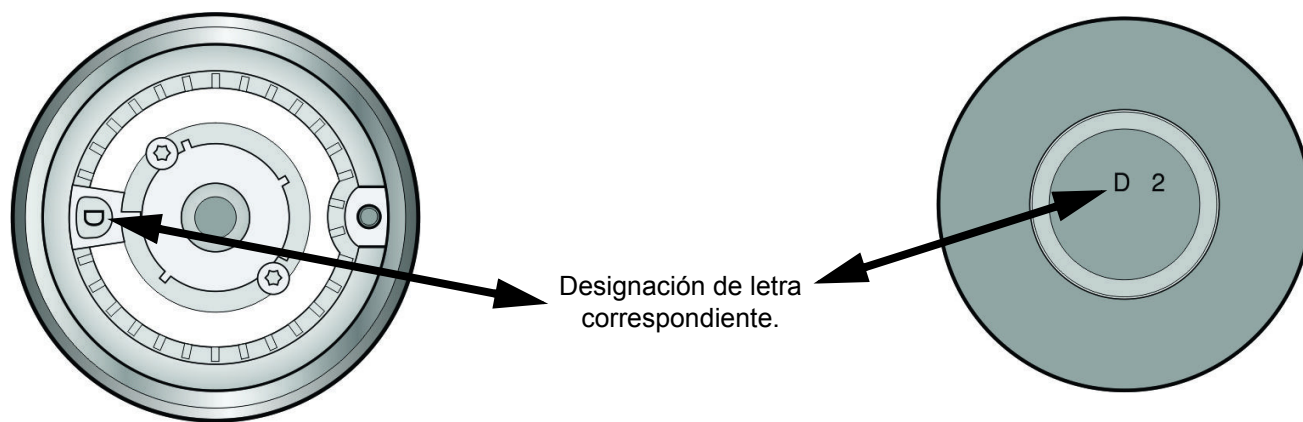 D
D 2
Designación de letra
correspondiente.